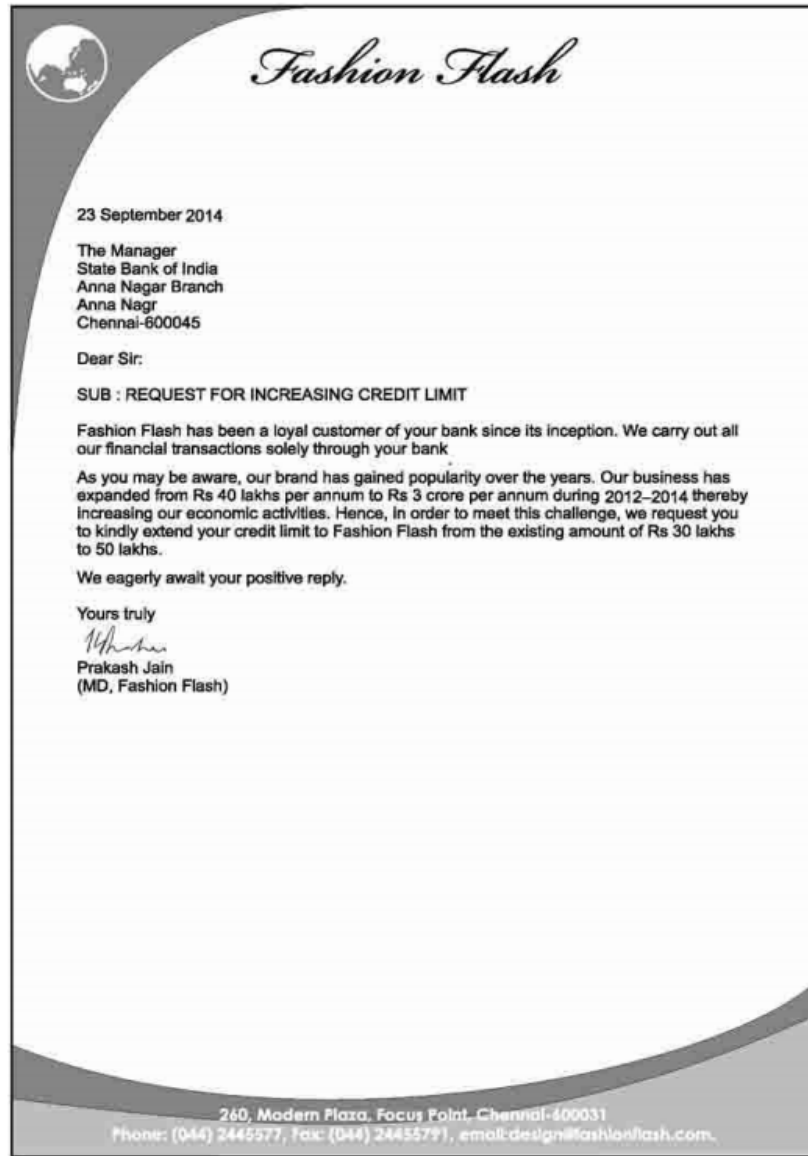 Fashion Flash
23 September 2014
The Manager
State Bank of India
Anna Nagar Branch
Anna Nagr
Chennai-600045
Dear Sir:
SUB : REQUEST FOR INCREASING CREDIT LIMIT
Fashion Flash has been a loyal customer of your bank since its inception. We carry out all
our financial transactions solely through your bank
As you may be aware, our brand has gained popularity over the years. Our business has
expanded from Rs 40 lakhs per annum to Rs 3 crore per annum during 2012–2014 thereby
increasing our economic activities. Hence, in order to meet this challenge, we request you
to kindly extend your credit limit to Fashion Flash from the existing amount of Rs 30 lakhs
to 50 lakhs.
We eagerly await your positive reply.
Yours truly
Prakash Jain
(MD, Fashion Flash)
260, Modern Plaza, Focus Point, Chennai-600031
Phone: (044) 2445577, Fax: (044) 24455791, email:design@fashionflash.com.